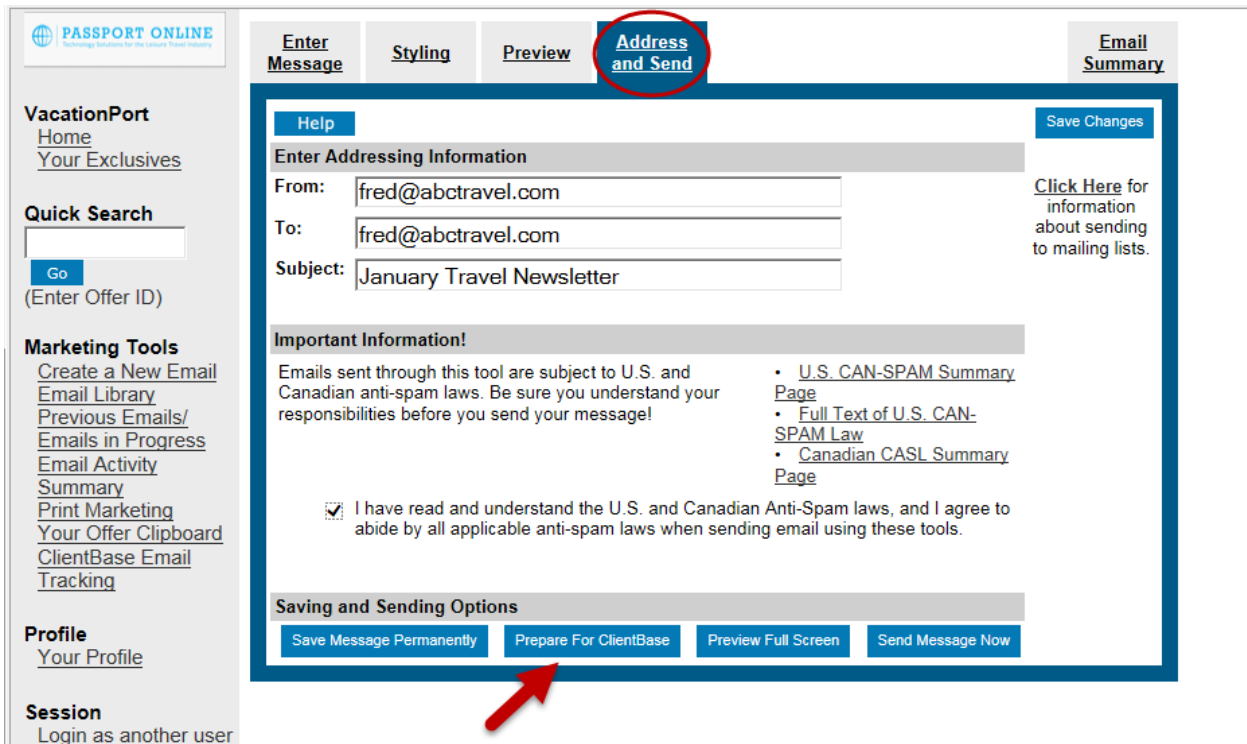 PASSPORT ONLINE
Technology Solutions for the Leisure Travel Industry
VacationPort
Home
Your Exclusives
Quick Search
Go
(Enter Offer ID)
Marketing Tools
Create a New Email
Email Library
Previous Emails/
Emails in Progress
Email Activity
Summary
Print Marketing
Your Offer Clipboard
ClientBase Email
Tracking
Profile
Your Profile
Session
Login as another user
Enter
Message
Styling
Preview
Address
and Send
Email
Summary
Help
Save Changes
Enter Addressing Information
From:
fred@abctravel.com
To:
fred@abctravel.com
Subject:
January Travel Newsletter
Click Here for
information
about sending
to mailing lists.
Important Information!
Emails sent through this tool are subject to U.S. and
Canadian anti-spam laws. Be sure you understand your
responsibilities before you send your message!
• U.S. CAN-SPAM Summary
Page
• Full Text of U.S. CAN-
SPAM Law
• Canadian CASL Summary
Page
I have read and understand the U.S. and Canadian Anti-Spam laws, and I agree to
abide by all applicable anti-spam laws when sending email using these tools.
Saving and Sending Options
Save Message Permanently
Prepare For ClientBase
Preview Full Screen
Send Message Now